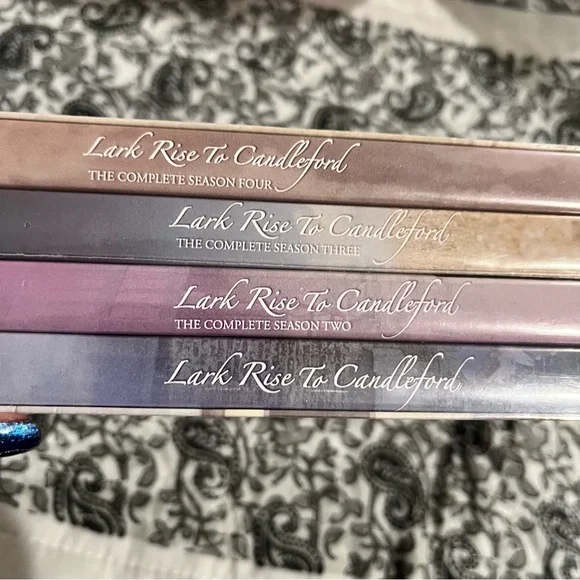 Lark Rise To Candleford
THE COMPLETE SEASON FOUR
Lark Rise To Candleford
THE COMPLETE SEASON THREE
Lark Rise To Candleford
THE COMPLETE SEASON TWO
Lark Rise To Candleford